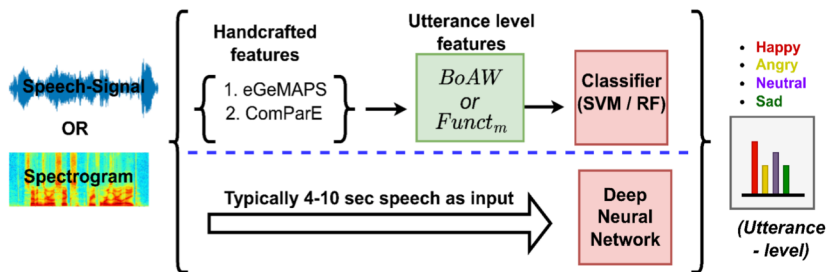 Speech-Signal
OR
Spectrogram
Handcrafted
features
1. eGeMAPS
2. ComParE
Utterance level
features
BoAW
or
Funct_m
Classifier
(SVM / RF)
Typically 4-10 sec speech as input
Deep
Neural
Network
• Happy
• Angry
• Neutral
• Sad
(Utterance
- level)